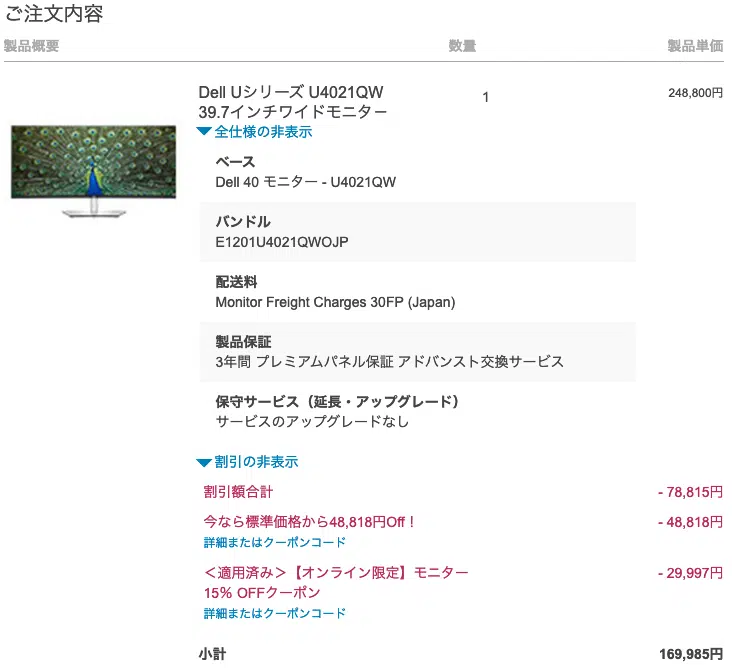 ご注文内容
製品概要 数量 製品単価
Dell Uシリーズ U4021QW 1 248,800円
39.7インチワイドモニター
▼全仕様の非表示
ベース
Dell 40 モニター - U4021QW
バンドル
E1201U4021QWOJP
配送料
Monitor Freight Charges 30FP (Japan)
製品保証
3年間 プレミアムパネル保証 アドバンスト交換サービス
保守サービス（延長・アップグレード）
サービスのアップグレードなし
▼割引の非表示
割引額合計 - 78,815円
今なら標準価格から48,818円Off！ - 48,818円
詳細またはクーポンコード
＜適用済み＞【オンライン限定】モニター - 29,997円
15% OFFクーポン
詳細またはクーポンコード
小計 169,985円